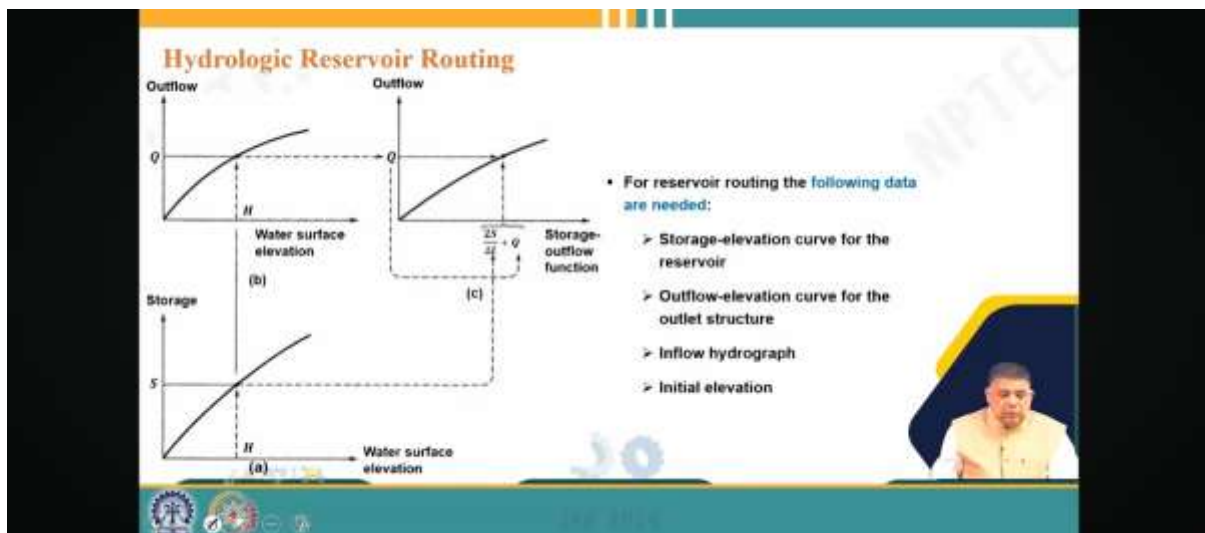 Hydrologic Reservoir Routing
Outflow
Outflow
Q
Q
H
Water surface
elevation
(b)
2S/Δt + Q
Storage-
outflow
function
(c)
Storage
S
H
(a)
Water surface
elevation
• For reservoir routing the following data
are needed:
➢ Storage-elevation curve for the
reservoir
➢ Outflow-elevation curve for the
outlet structure
➢ Inflow hydrograph
➢ Initial elevation
NPTEL